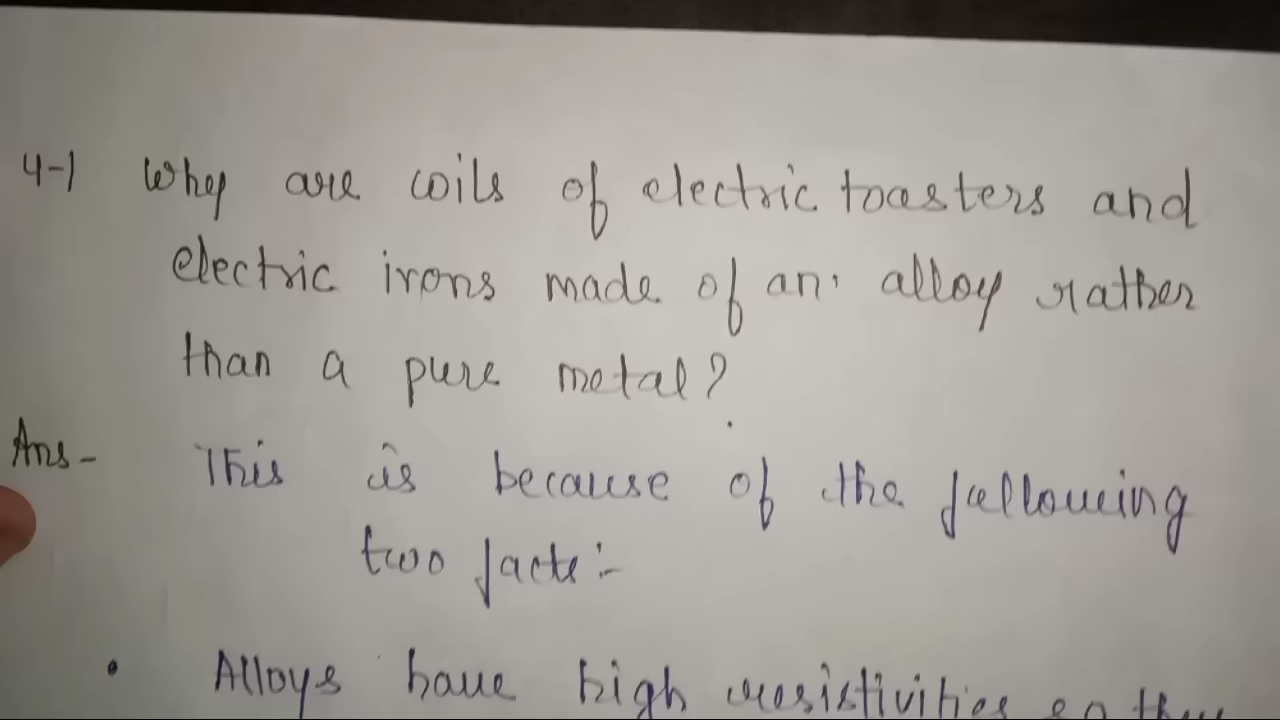 4-1 Why are coils of electric toasters and
electric irons made of an alloy rather
than a pure metal?
Ans- This is because of the following
two facts:-
• Alloys have high resistivities so